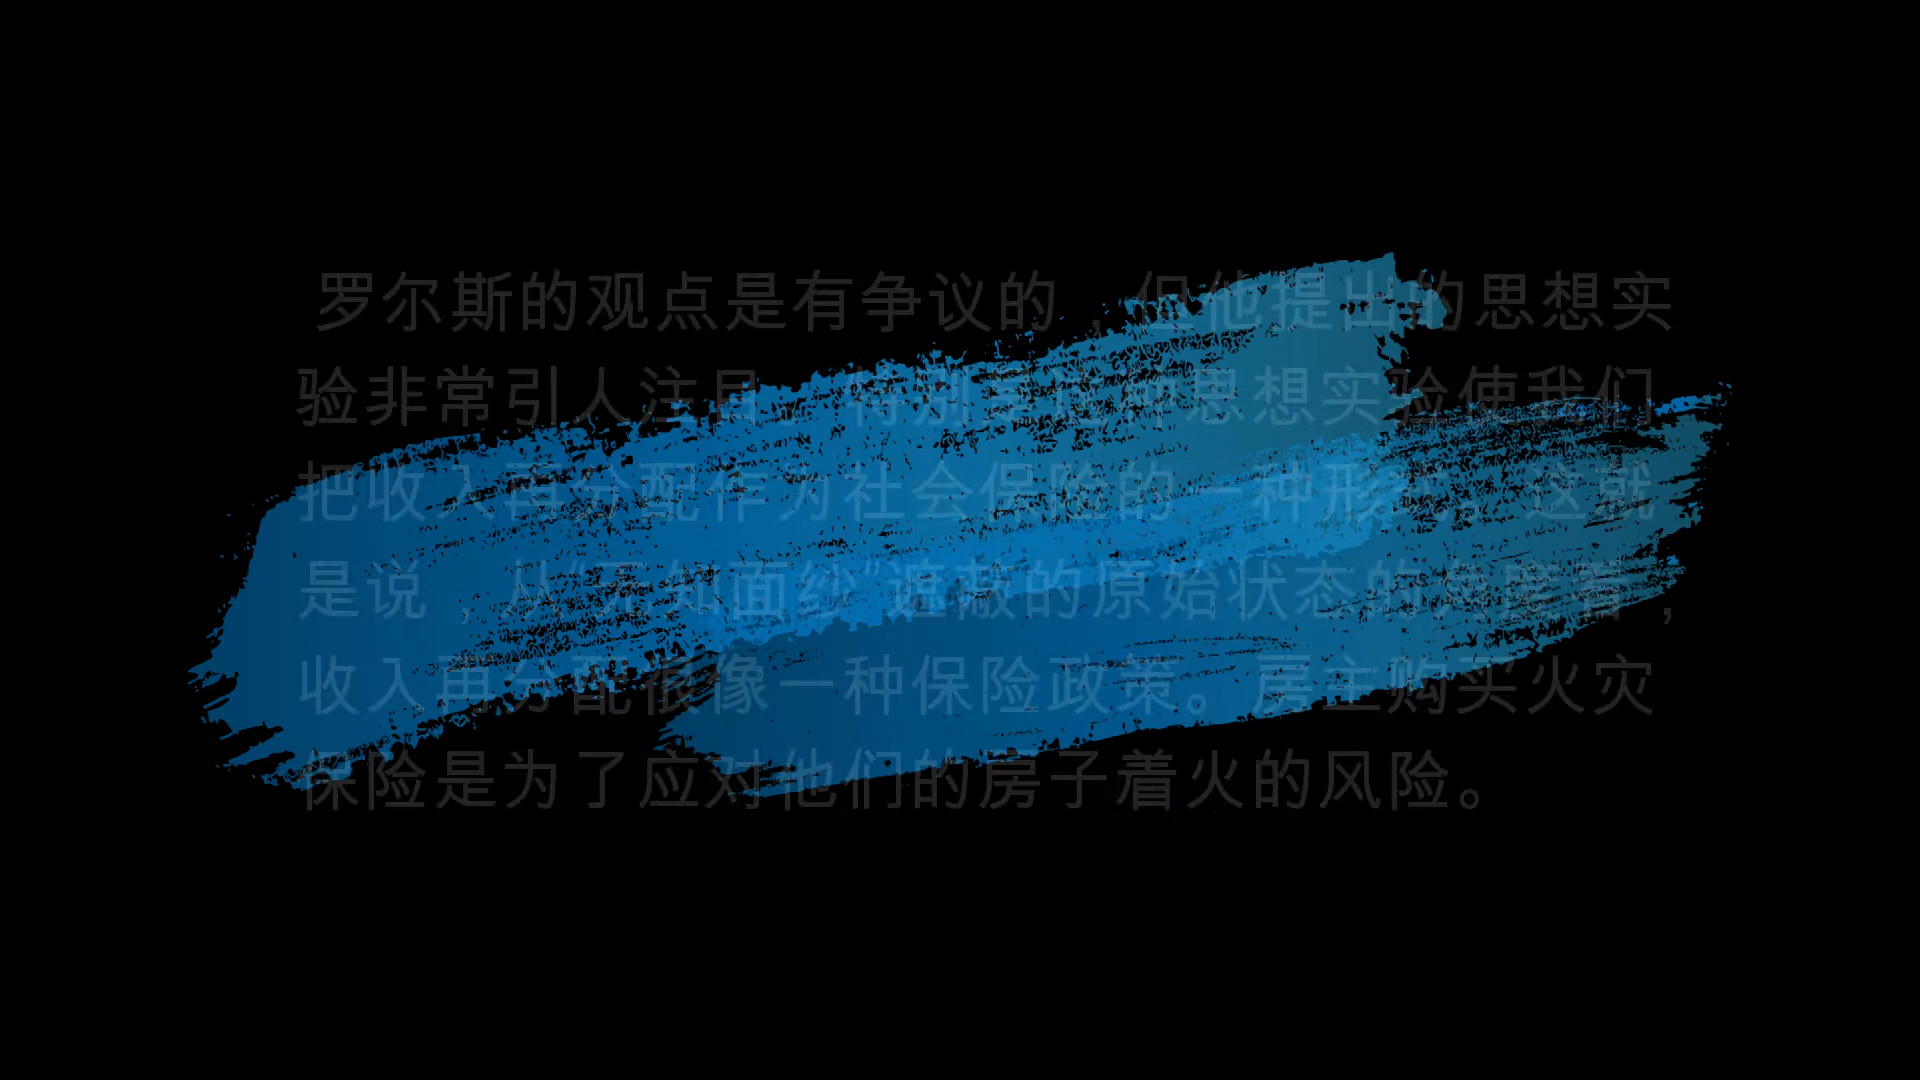 罗尔斯的观点是有争议的，但他提出的思想实
验非常引人注目。特别是这种思想实验使我们
把收入再分配作为社会保险的一种形式。这就
是说，从“无知面纱”遮蔽的原始状态的角度看，
收入再分配很像一种保险政策。房主购买火灾
保险是为了应对他们的房子着火的风险。